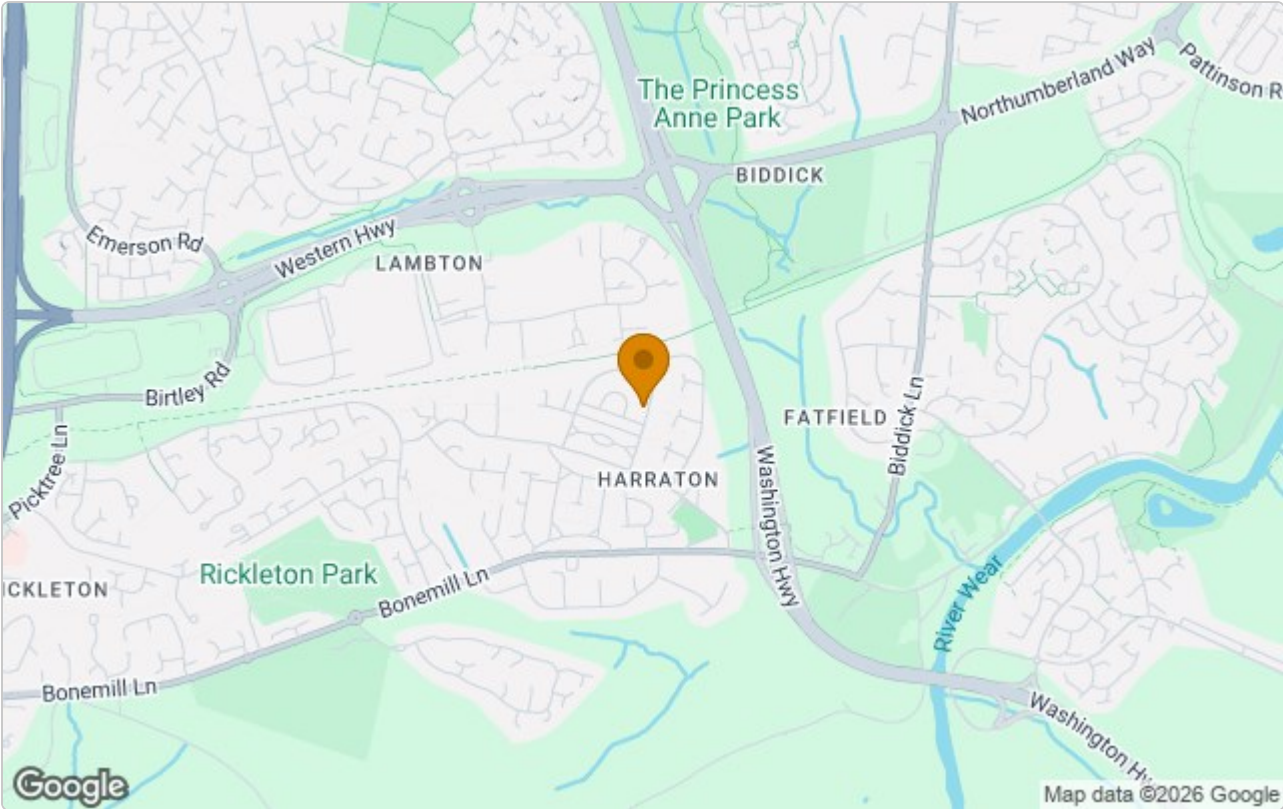 The Princess
Anne Park
Northumberland Way
Pattinson R
BIDDICK
Emerson Rd
Western Hwy
LAMBTON
Birtley Rd
Picktree Ln
FATFIELD
Biddick Ln
HARRATON
Washington Hwy
Rickleton Park
ICKLETON
Bonemill Ln
River Wear
Bonemill Ln
Washington Hwy
Google
Map data ©2026 Google